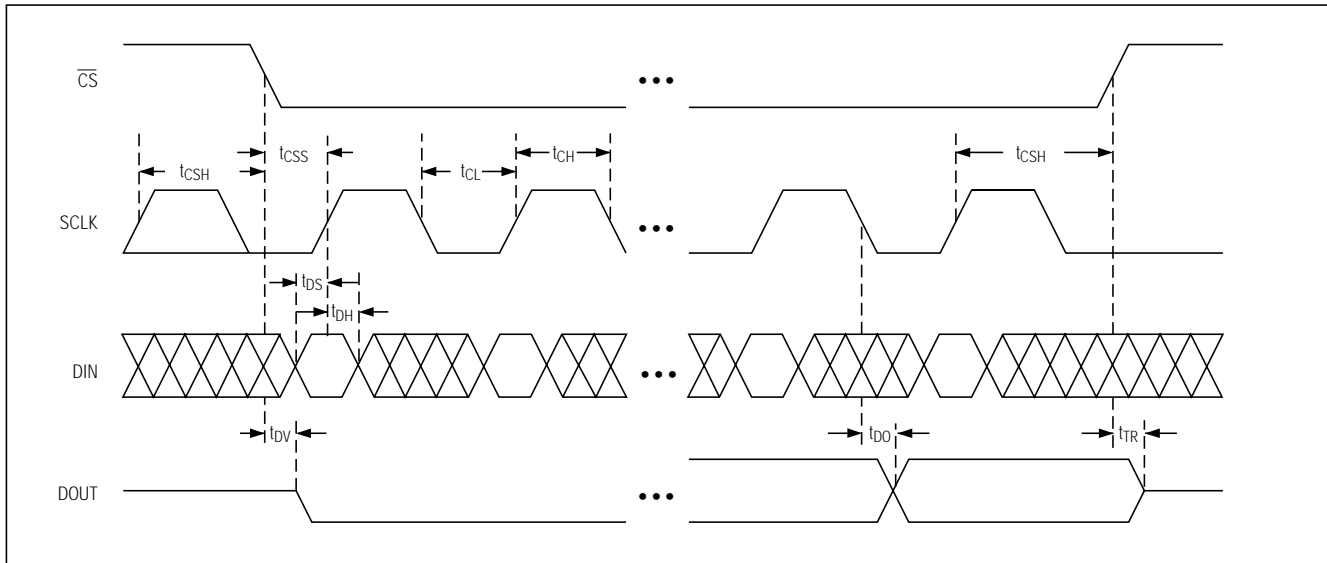 CS
tCSH
tCSS
tCL
tCH
tCSH
SCLK
tDS
tDH
DIN
tDV
tDO
tTR
DOUT